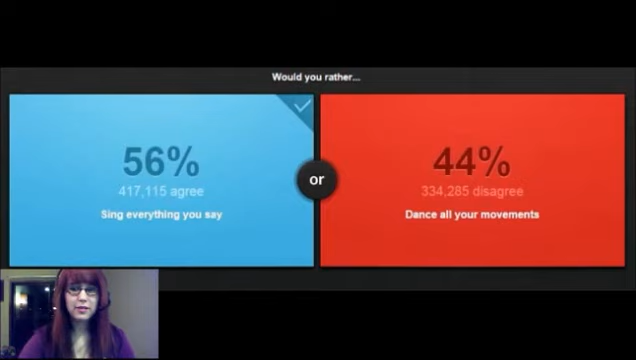 Would you rather...
56%
417,115 agree
Sing everything you say
or
44%
334,285 disagree
Dance all your movements